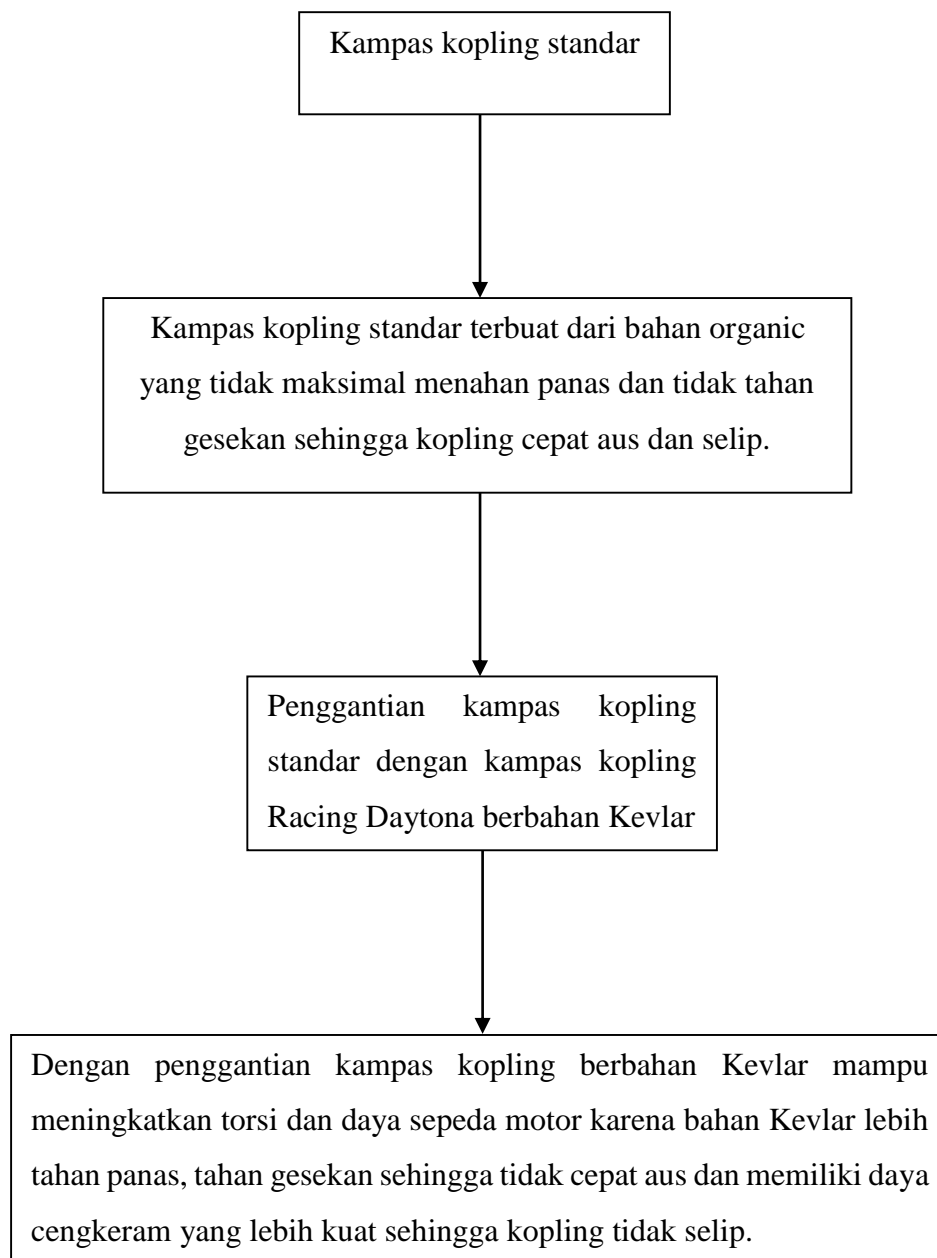 Kampas kopling standar
Kampas kopling standar terbuat dari bahan organic
yang tidak maksimal menahan panas dan tidak tahan
gesekan sehingga kopling cepat aus dan selip.
Penggantian kampas kopling
standar dengan kampas kopling
Racing Daytona berbahan Kevlar
Dengan penggantian kampas kopling berbahan Kevlar mampu
meningkatkan torsi dan daya sepeda motor karena bahan Kevlar lebih
tahan panas, tahan gesekan sehingga tidak cepat aus dan memiliki daya
cengkeram yang lebih kuat sehingga kopling tidak selip.